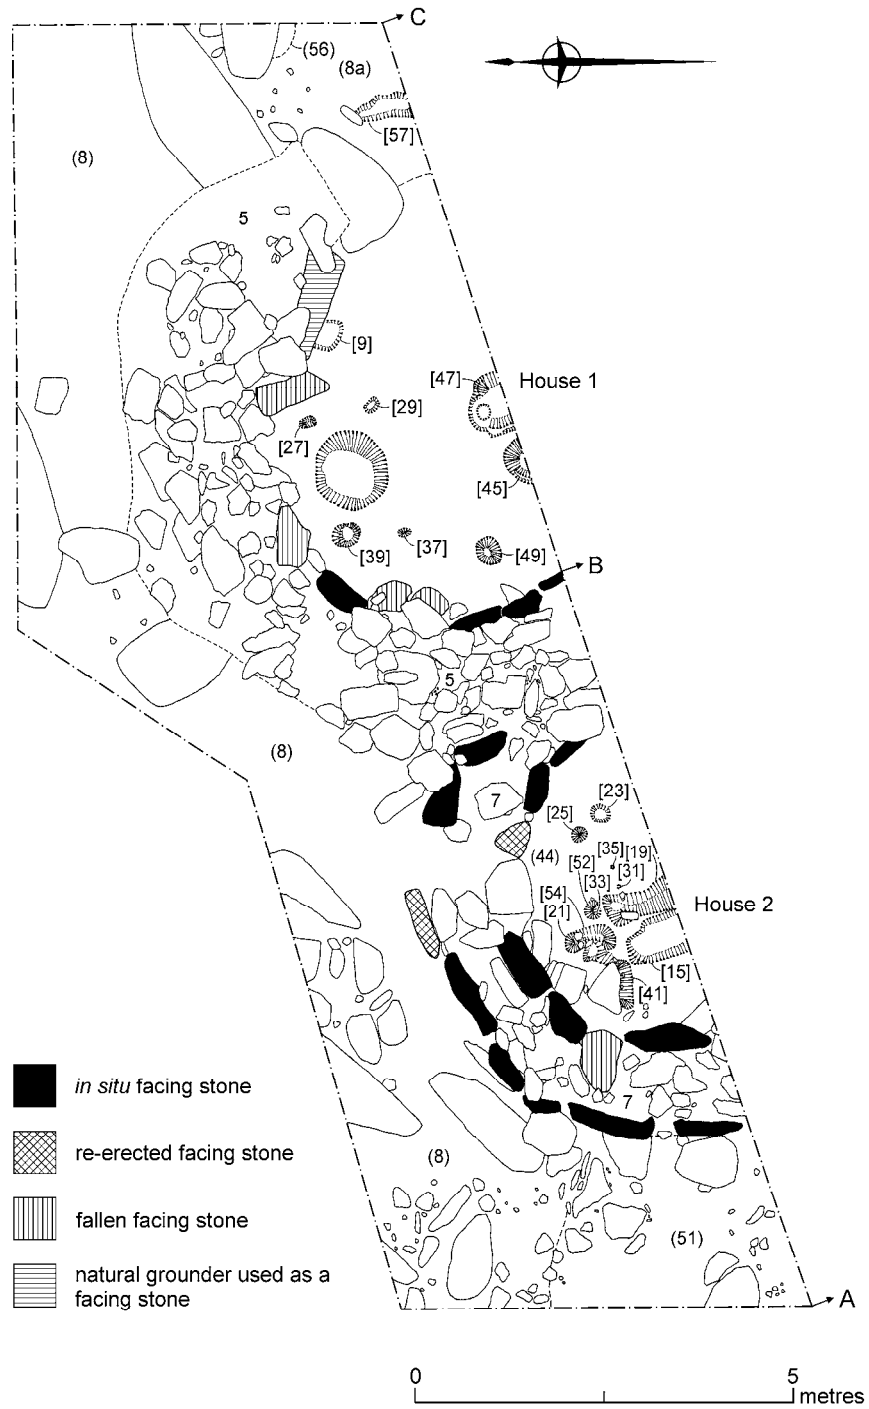 C
(56)
(8a)
[57]
(8)
5
[9]
[47]
House 1
[29]
[27]
[45]
[39]
[37]
[49]
B
5
(8)
7
[23]
[25]
(44)
[35]
[19]
[52]
[31]
[33]
[54]
[21]
House 2
[15]
[41]
in situ facing stone
7
re-erected facing stone
(8)
fallen facing stone
(51)
natural grounder used as a
facing stone
A
0 5
metres